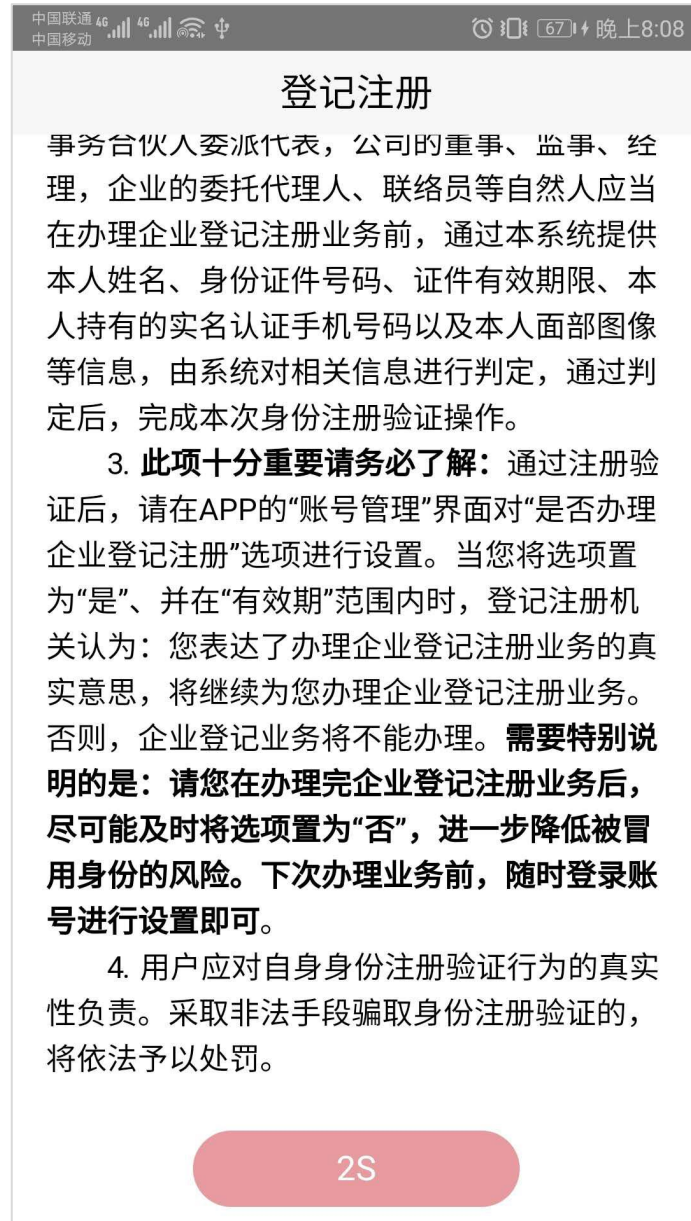 中国联通 4G 4G
中国移动 67 晚上8:08
登记注册
事务合伙人委派代表，公司的董事、监事、经
理，企业的委托代理人、联络员等自然人应当
在办理企业登记注册业务前，通过本系统提供
本人姓名、身份证件号码、证件有效期限、本
人持有的实名认证手机号码以及本人面部图像
等信息，由系统对相关信息进行判定，通过判
定后，完成本次身份注册验证操作。
3. 此项十分重要请务必了解：通过注册验
证后，请在APP的“账号管理”界面对“是否办理
企业登记注册”选项进行设置。当您将选项置
为“是”、并在“有效期”范围内时，登记注册机
关认为：您表达了办理企业登记注册业务的真
实意思，将继续为您办理企业登记注册业务。
否则，企业登记业务将不能办理。需要特别说
明的是：请您在办理完企业登记注册业务后，
尽可能及时将选项置为“否”，进一步降低被冒
用身份的风险。下次办理业务前，随时登录账
号进行设置即可。
4. 用户应对自身身份注册验证行为的真实
性负责。采取非法手段骗取身份注册验证的，
将依法予以处罚。
2S